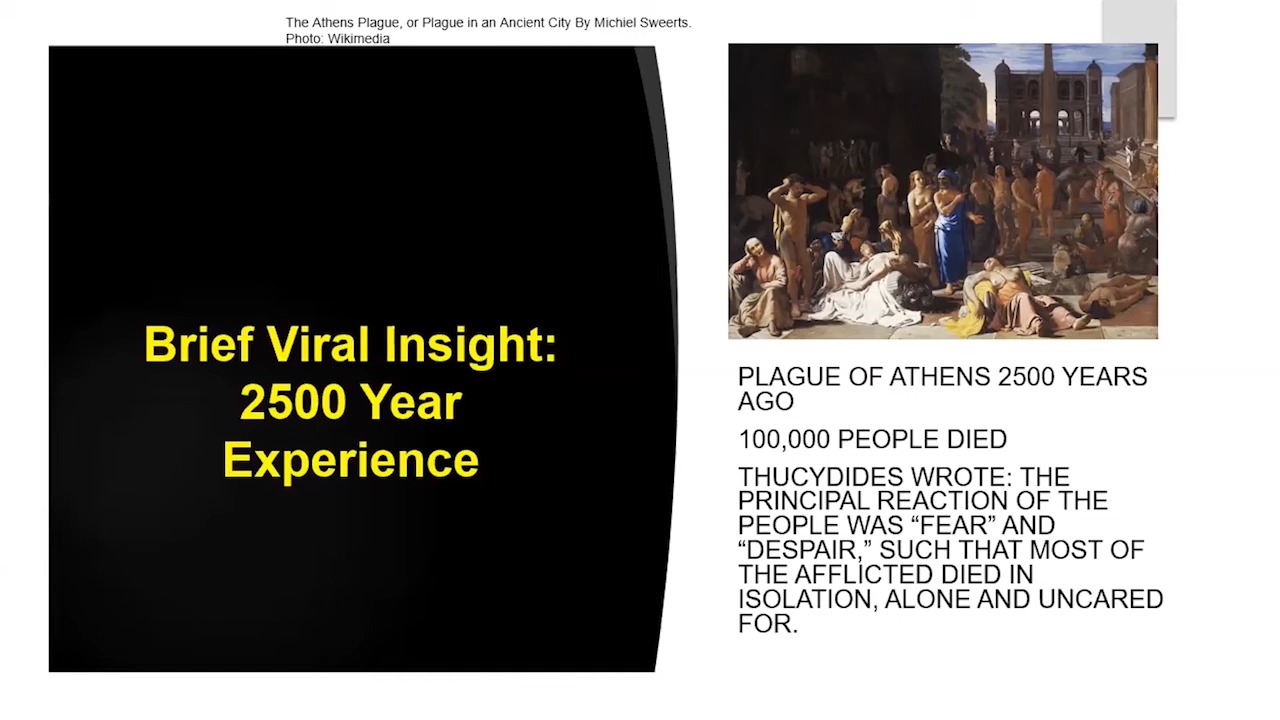 The Athens Plague, or Plague in an Ancient City By Michiel Sweerts.
Photo: Wikimedia
Brief Viral Insight:
2500 Year
Experience
PLAGUE OF ATHENS 2500 YEARS
AGO
100,000 PEOPLE DIED
THUCYDIDES WROTE: THE
PRINCIPAL REACTION OF THE
PEOPLE WAS “FEAR” AND
“DESPAIR,” SUCH THAT MOST OF
THE AFFLICTED DIED IN
ISOLATION, ALONE AND UNCARED
FOR.